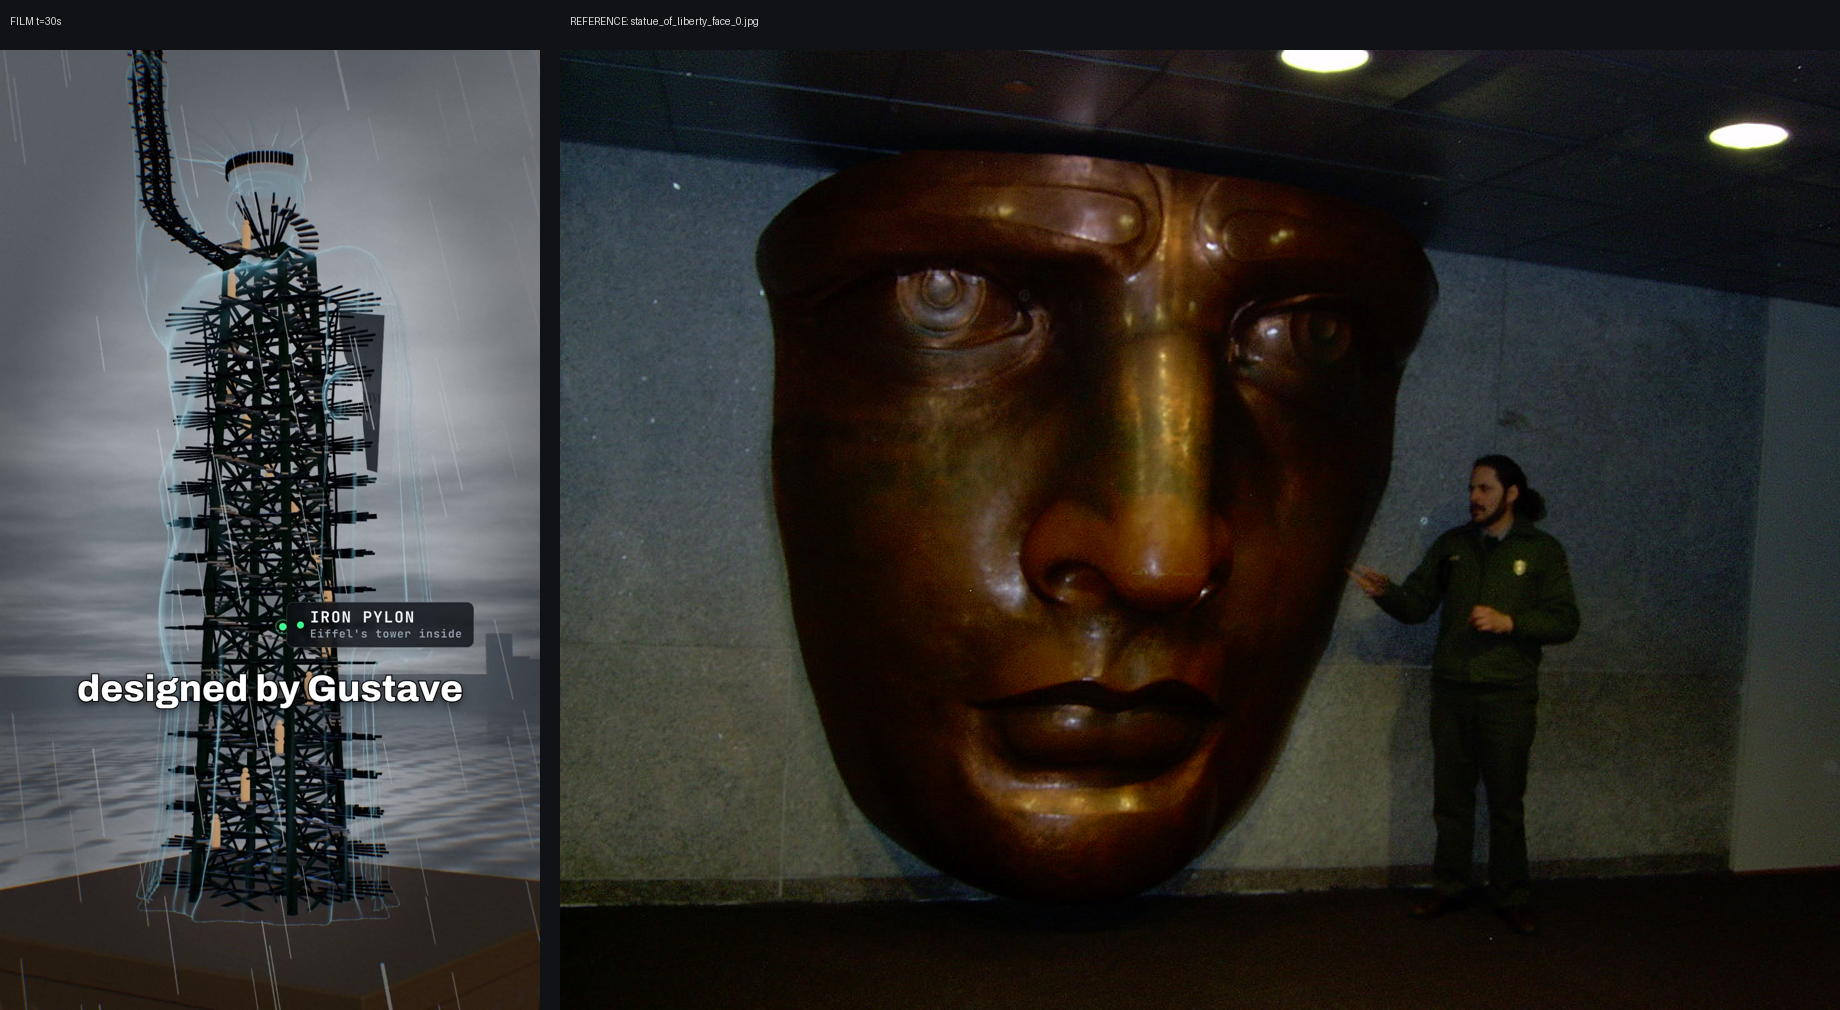 FILM t=30s
REFERENCE: statue_of_liberty_face_0.jpg
IRON PYLON
Eiffel's tower inside
designed by Gustave